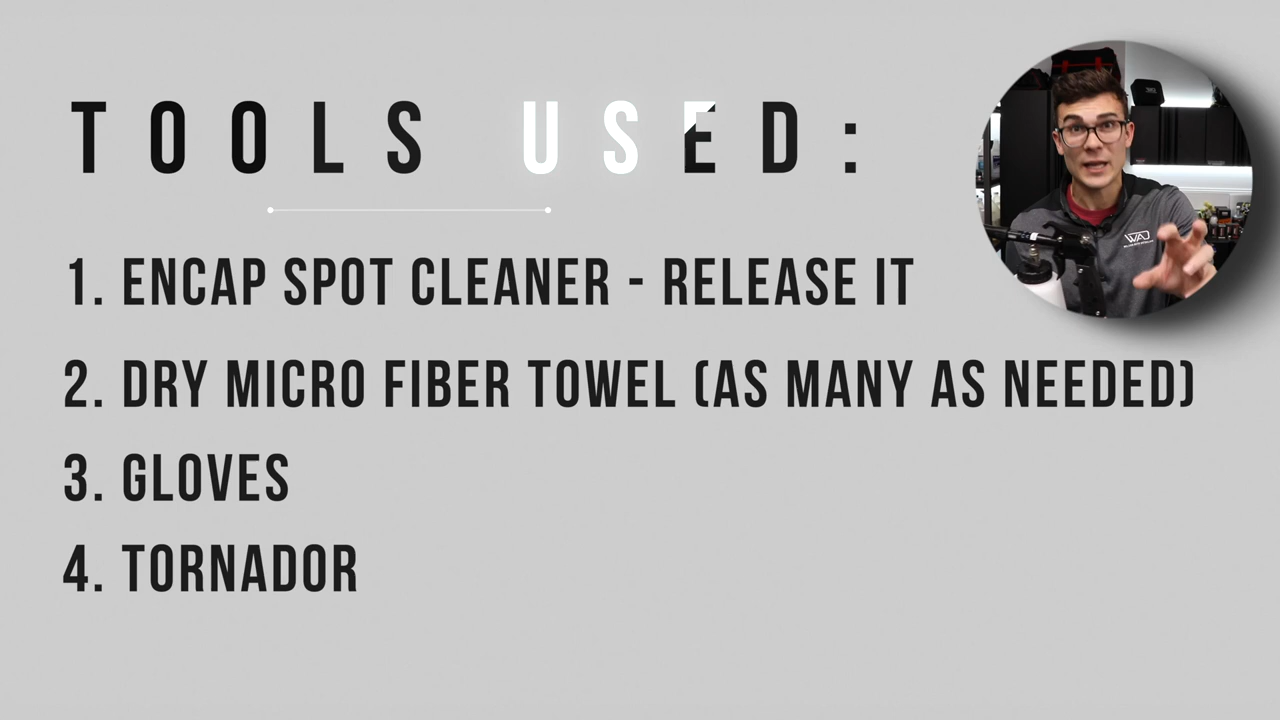 TOOLS USED:
1. ENCAP SPOT CLEANER - RELEASE IT
2. DRY MICRO FIBER TOWEL (AS MANY AS NEEDED)
3. GLOVES
4. TORNADOR